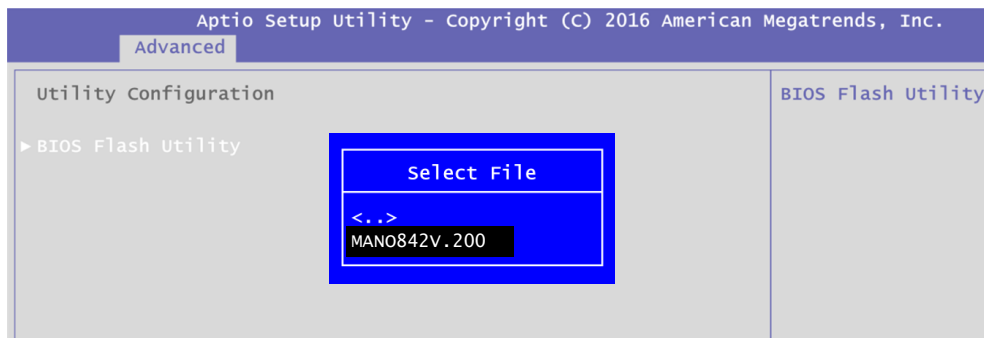 Aptio Setup Utility - Copyright (C) 2016 American Megatrends, Inc.
Advanced
Utility Configuration
BIOS Flash Utility
▶BIOS Flash Utility
Select File
<..>
MANO842V.200